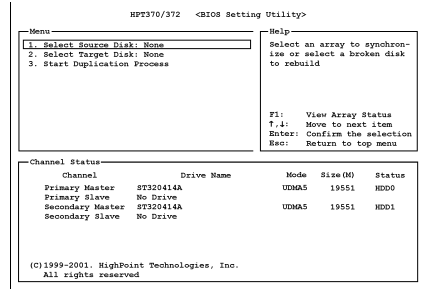 HPT370/372 <BIOS Setting Utility>
Menu
1. Select Source Disk: None
2. Select Target Disk: None
3. Start Duplication Process
Help
Select an array to synchron-
ize or select a broken disk
to rebuild
F1: View Array Status
↑,↓: Move to next item
Enter: Confirm the selection
Esc: Return to top menu
Channel Status
Channel Drive Name Mode Size(M) Status
Primary Master ST320414A UDMA5 19551 HDD0
Primary Slave No Drive
Secondary Master ST320414A UDMA5 19551 HDD1
Secondary Slave No Drive
(C)1999-2001. HighPoint Technologies, Inc.
All rights reserved